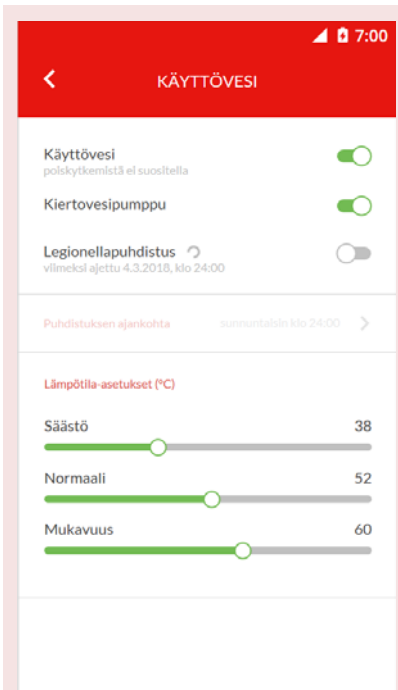 7:00
KÄYTTÖVESI
Käyttövesi
poiskytkemistä ei suositella
Kiertovesipumppu
Legionellapuhdistus
viimeksi ajettu 4.3.2018, klo 24:00
Puhdistuksen ajankohta sunnuntaisin klo 24:00
Lämpötila-asetukset (°C)
Säästö 38
Normaali 52
Mukavuus 60